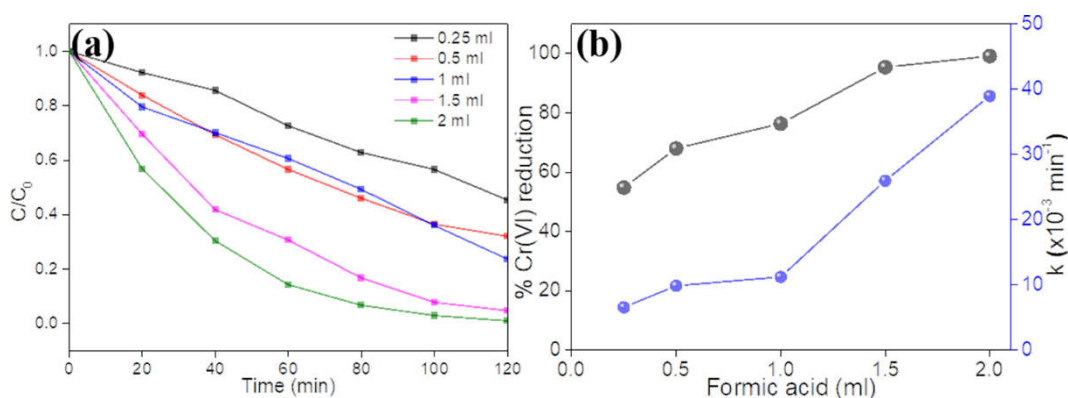 (a)
0.25 ml
0.5 ml
1 ml
1.5 ml
2 ml
1.0
0.8
0.6
0.4
0.2
0.0
C/C₀
0 20 40 60 80 100 120
Time (min)
(b)
100
80
60
40
20
0
% Cr(VI) reduction
0.0 0.5 1.0 1.5 2.0
Formic acid (ml)
50
40
30
20
10
0
k (x10⁻³ min⁻¹)